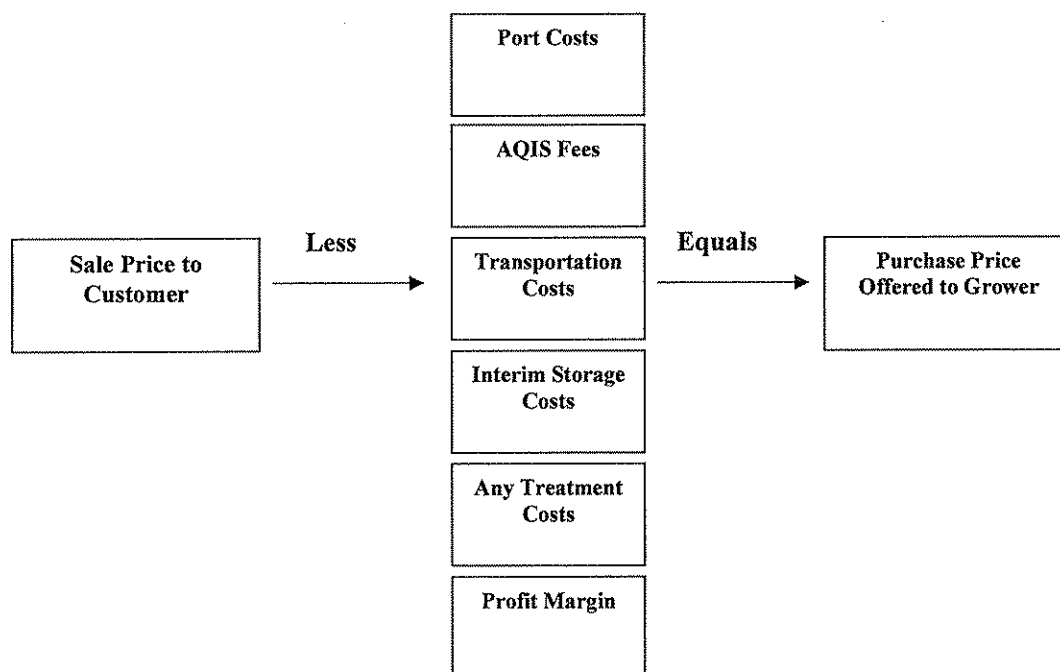 Port Costs
AQIS Fees
Sale Price to
Customer
Less
Transportation
Costs
Equals
Purchase Price
Offered to Grower
Interim Storage
Costs
Any Treatment
Costs
Profit Margin